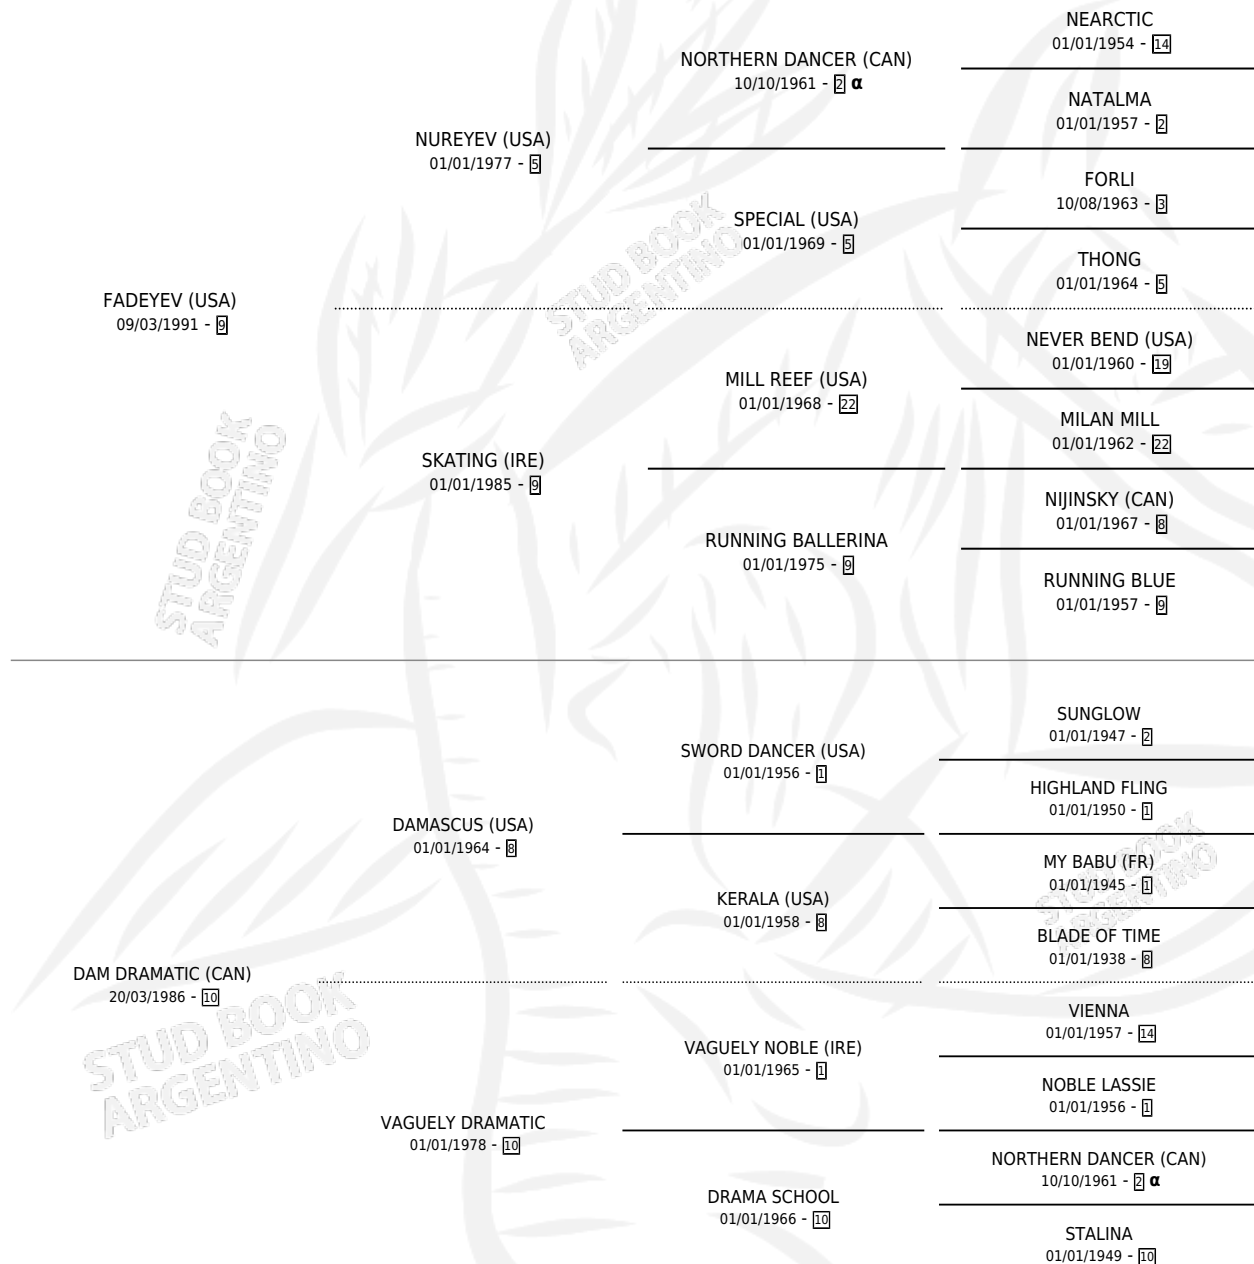 NEARCTIC
01/01/1954 - 14
NORTHERN DANCER (CAN)
10/10/1961 - 2 α
NATALMA
01/01/1957 - 2
NUREYEV (USA)
01/01/1977 - 5
FORLI
10/08/1963 - 3
SPECIAL (USA)
01/01/1969 - 5
THONG
01/01/1964 - 5
STUD BOOK
ARGENTINO
FADEYEV (USA)
09/03/1991 - 9
NEVER BEND (USA)
01/01/1960 - 19
MILL REEF (USA)
01/01/1968 - 22
MILAN MILL
01/01/1962 - 22
SKATING (IRE)
01/01/1985 - 9
NIJINSKY (CAN)
01/01/1967 - 8
RUNNING BALLERINA
01/01/1975 - 9
RUNNING BLUE
01/01/1957 - 9
STUD BOOK
ARGENTINO
SUNGLOW
01/01/1947 - 2
SWORD DANCER (USA)
01/01/1956 - 1
HIGHLAND FLING
01/01/1950 - 1
DAMASCUS (USA)
01/01/1964 - 8
MY BABU (FR)
01/01/1945 - 1
STUD BOOK
ARGENTINO
KERALA (USA)
01/01/1958 - 8
BLADE OF TIME
01/01/1938 - 8
DAM DRAMATIC (CAN)
20/03/1986 - 10
STUD BOOK
ARGENTINO
VIENNA
01/01/1957 - 14
VAGUELY NOBLE (IRE)
01/01/1965 - 1
NOBLE LASSIE
01/01/1956 - 1
VAGUELY DRAMATIC
01/01/1978 - 10
NORTHERN DANCER (CAN)
10/10/1961 - 2 α
DRAMA SCHOOL
01/01/1966 - 10
STALINA
01/01/1949 - 10